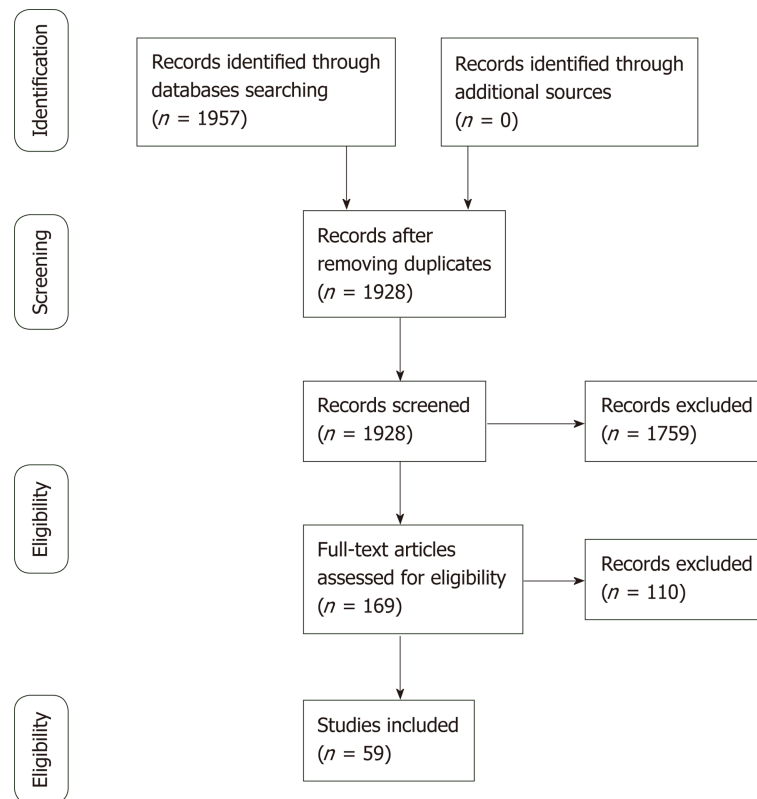 Identification
Records identified through
databases searching
(n = 1957)
Records identified through
additional sources
(n = 0)
Screening
Records after
removing duplicates
(n = 1928)
Records screened
(n = 1928)
Records excluded
(n = 1759)
Eligibility
Full-text articles
assessed for eligibility
(n = 169)
Records excluded
(n = 110)
Eligibility
Studies included
(n = 59)